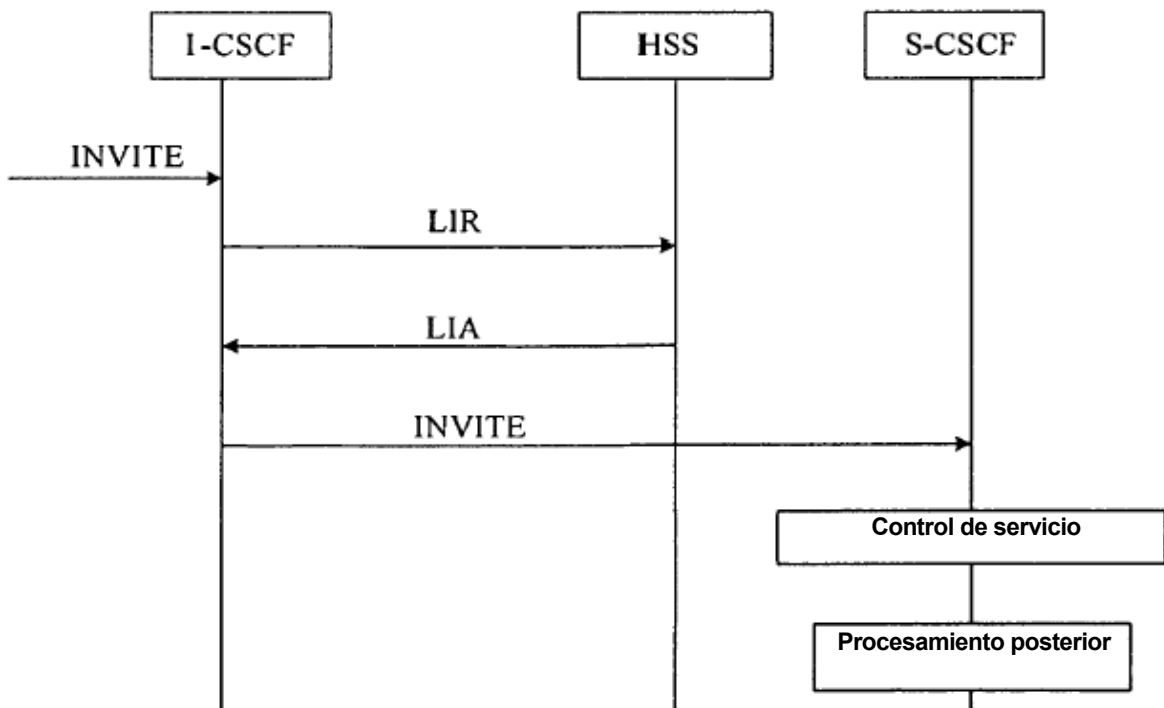 I-CSCF
HSS
S-CSCF
INVITE
LIR
LIA
INVITE
Control de servicio
Procesamiento posterior